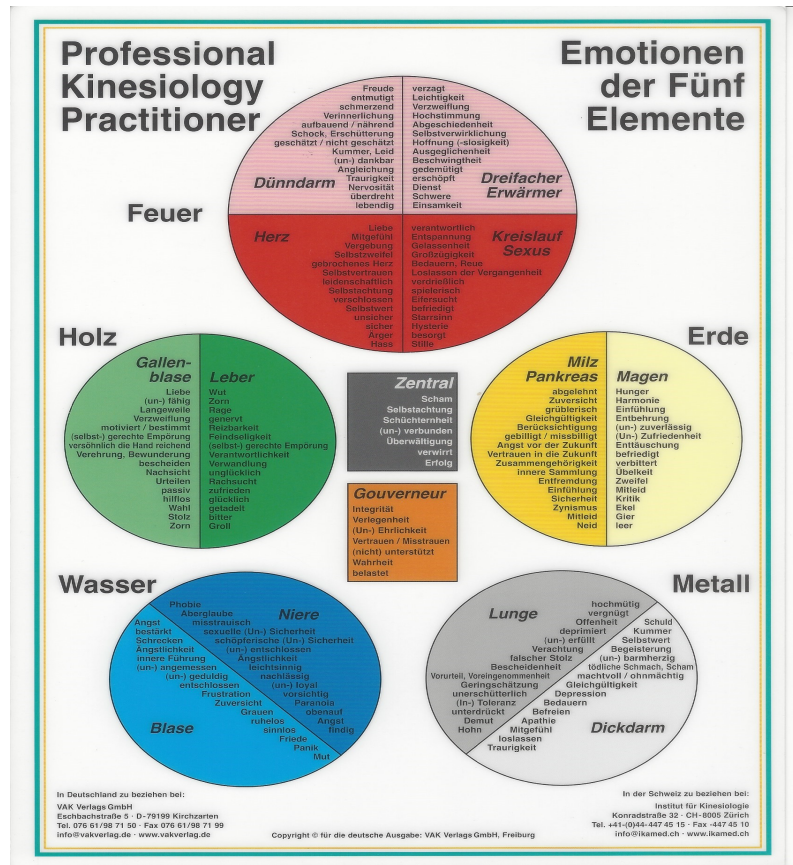 Professional
Kinesiology
Practitioner
Emotionen
der Fünf
Elemente
Feuer
Freude
entmutigt
schmerzend
Verinnerlichung
aufbauend / nährend
Schock, Erschütterung
geschätzt / nicht geschätzt
Kummer, Leid
(un-) dankbar
Angleichung
Traurigkeit
Nervosität
überdreht
lebendig
Dünndarm
verzagt
Leichtigkeit
Verzweiflung
Hochstimmung
Abgeschiedenheit
Selbstverwirklichung
Hoffnung (-slosigkeit)
Ausgeglichenheit
Beschwingtheit
gedemütigt
erschöpft
Dienst
Schwere
Einsamkeit
Dreifacher
Erwärmer
Herz
Liebe
Mitgefühl
Vergebung
Selbstzweifel
gebrochenes Herz
Selbstvertrauen
leidenschaftlich
Selbstachtung
verschlossen
Selbstwert
unsicher
sicher
Ärger
Hass
verantwortlich
Entspannung
Gelassenheit
Großzügigkeit
Bedauern, Reue
Loslassen der Vergangenheit
verdrießlich
spielerisch
Eifersucht
befriedigt
Starrsinn
Hysterie
besorgt
Stille
Kreislauf
Sexus
Holz
Gallen-
blase
Liebe
(un-) fähig
Langeweile
Verzweiflung
motiviert / bestimmt
(selbst-) gerechte Empörung
versöhnlich die Hand reichend
Verehrung, Bewunderung
bescheiden
Nachsicht
Urteilen
passiv
hilflos
Wahl
Stolz
Zorn
Leber
Wut
Zorn
Rage
genervt
Reizbarkeit
Feindseligkeit
(selbst-) gerechte Empörung
Verantwortlichkeit
Verwandlung
unglücklich
Rachsucht
zufrieden
glücklich
getadelt
bitter
Groll
Zentral
Scham
Selbstachtung
Schüchternheit
(un-) verbunden
Überwältigung
verwirrt
Erfolg
Gouverneur
Integrität
Verlegenheit
(Un-) Ehrlichkeit
Vertrauen / Misstrauen
(nicht) unterstützt
Wahrheit
belastet
Erde
Milz
Pankreas
abgelehnt
Zuversicht
grüblerisch
Gleichgültigkeit
Berücksichtigung
gebilligt / missbilligt
Angst vor der Zukunft
Vertrauen in die Zukunft
Zusammengehörigkeit
innere Sammlung
Entfremdung
Einfühlung
Sicherheit
Zynismus
Mitleid
Neid
Magen
Hunger
Harmonie
Einfühlung
Entbehrung
(un-) zuverlässig
(Un-) Zufriedenheit
Enttäuschung
befriedigt
verbittert
Übelkeit
Zweifel
Mitleid
Kritik
Ekel
Gier
leer
Wasser
Phobie
Aberglaube
misstrauisch
sexuelle (Un-) Sicherheit
schöpferische (Un-) Sicherheit
(un-) entschlossen
Ängstlichkeit
leichtsinnig
nachlässig
(un-) loyal
vorsichtig
Paranoia
obenauf
Angst
findig
Niere
Angst
bestärkt
Schrecken
Ängstlichkeit
innere Führung
(un-) angemessen
(un-) geduldig
entschlossen
Frustration
Zuversicht
Grauen
ruhelos
sinnlos
Friede
Panik
Mut
Blase
Metall
Lunge
hochmütig
vergnügt
Offenheit
deprimiert
(un-) erfüllt
Verachtung
falscher Stolz
Bescheidenheit
Vorurteil, Voreingenommenheit
Geringschätzung
unerschütterlich
(In-) Toleranz
unterdrückt
Demut
Hohn
Schuld
Kummer
Selbstwert
Begeisterung
(un-) barmherzig
tödliche Schmach, Scham
machtvoll / ohnmächtig
Gleichgültigkeit
Depression
Bedauern
Befreien
Apathie
Mitgefühl
loslassen
Traurigkeit
Dickdarm
In Deutschland zu beziehen bei:
VAK Verlags GmbH
Eschbachstraße 5 · D-79199 Kirchzarten
Tel. 076 61/98 71 50 · Fax 076 61/98 71 99
info@vakverlag.de · www.vakverlag.de
Copyright © für die deutsche Ausgabe: VAK Verlags GmbH, Freiburg
In der Schweiz zu beziehen bei:
Institut für Kinesiologie
Konradstraße 32 · CH-8005 Zürich
Tel. +41-(0)44-447 45 15 · Fax -447 45 10
info@ikamed.ch · www.ikamed.ch